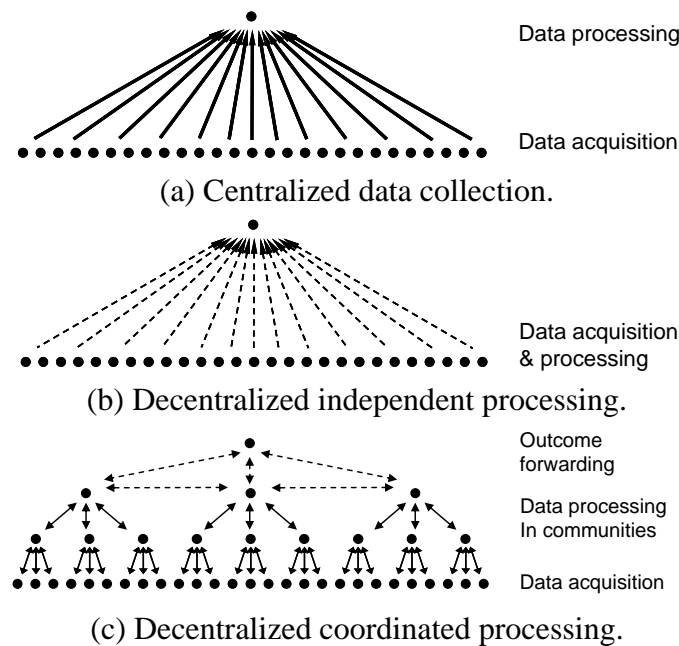 Data processing
Data acquisition
(a) Centralized data collection.
Data acquisition
& processing
(b) Decentralized independent processing.
Outcome
forwarding
Data processing
In communities
Data acquisition
(c) Decentralized coordinated processing.